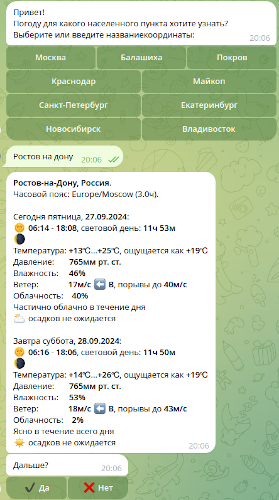 Привет!
Погоду для какого населенного пункта хотите узнать?
Выберите или введите название\координаты:
20:06
Москва Балашиха Покров
Краснодар Майкоп
Санкт-Петербург Екатеринбург
Новосибирск Владивосток
Ростов на дону 20:06
Ростов-на-Дону, Россия.
Часовой пояс: Europe/Moscow (3.0ч).
Сегодня пятница, 27.09.2024:
06:14 - 18:08, световой день: 11ч 53м
Температура: +13°C...+25°C, ощущается как +19°C
Давление: 765мм рт. ст.
Влажность: 46%
Ветер: 17м/с В, порывы до 40м/с
Облачность: 40%
Частично облачно в течение дня
осадков не ожидается
Завтра суббота, 28.09.2024:
06:16 - 18:06, световой день: 11ч 50м
Температура: +14°C...+26°C, ощущается как +19°C
Давление: 765мм рт. ст.
Влажность: 53%
Ветер: 18м/с В, порывы до 43м/с
Облачность: 2%
Ясно в течение всего дня
осадков не ожидается
20:06
Дальше?
20:06
Да Нет